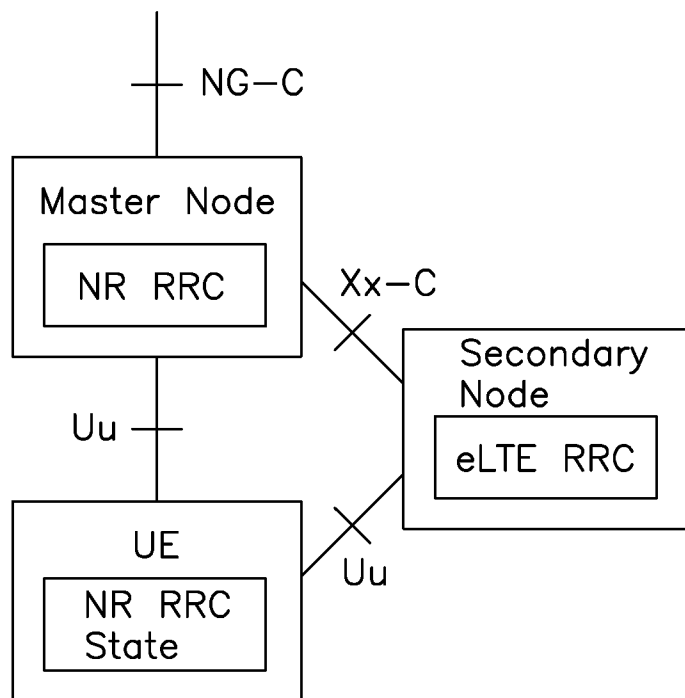 NG-C
Master Node
NR RRC
Xx-C
Secondary
Node
eLTE RRC
Uu
UE
Uu
NR RRC
State